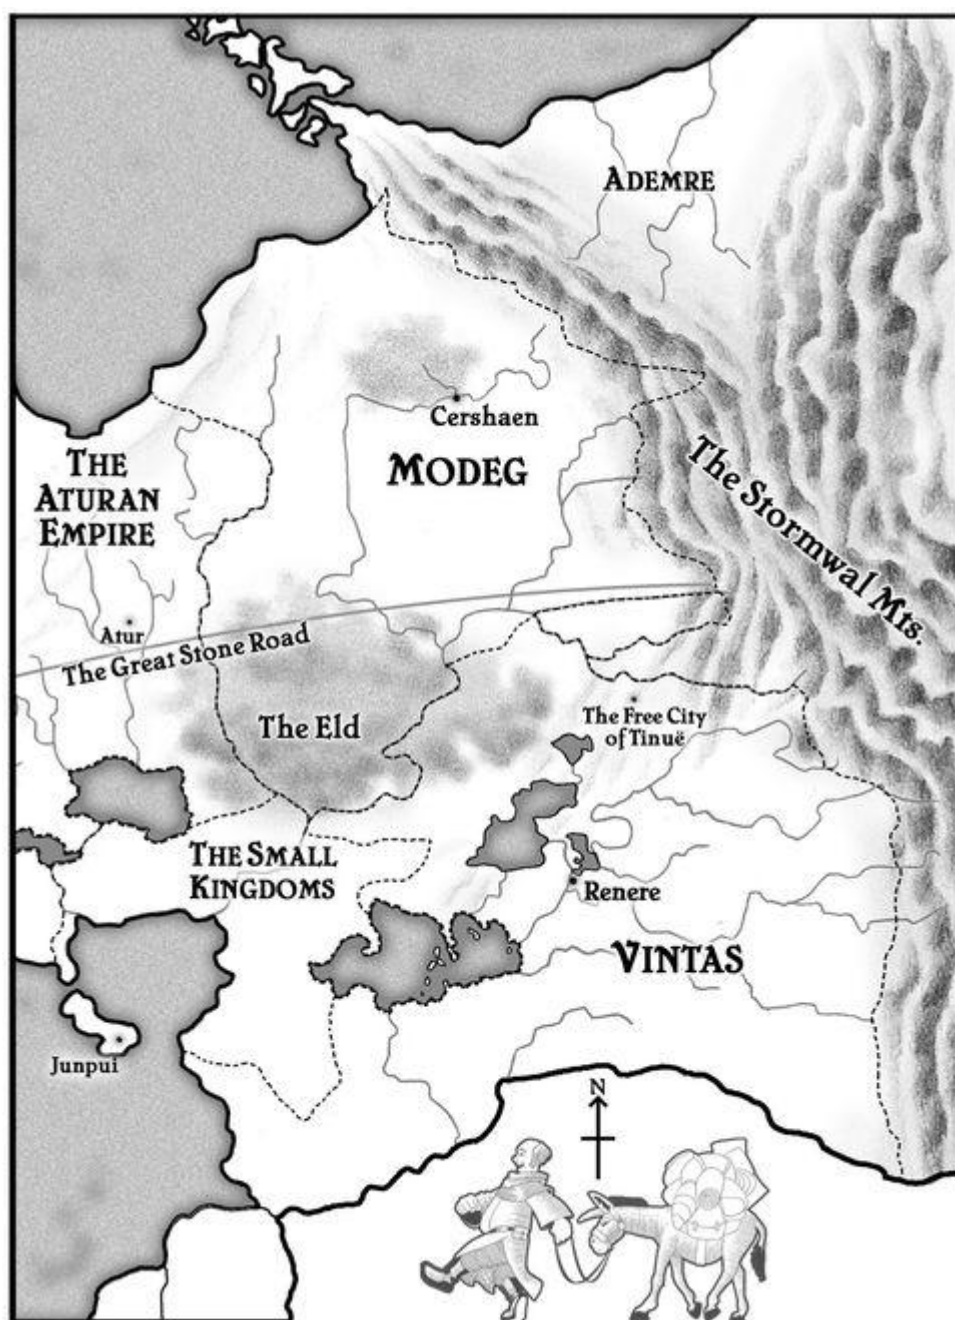 ADEMRE
Cershaen
MODEG
THE
ATURAN
EMPIRE
The Stormwal Mts.
Atur
The Great Stone Road
The Eld
The Free City
of Tinuë
THE SMALL
KINGDOMS
Renere
VINTAS
Junpui
N